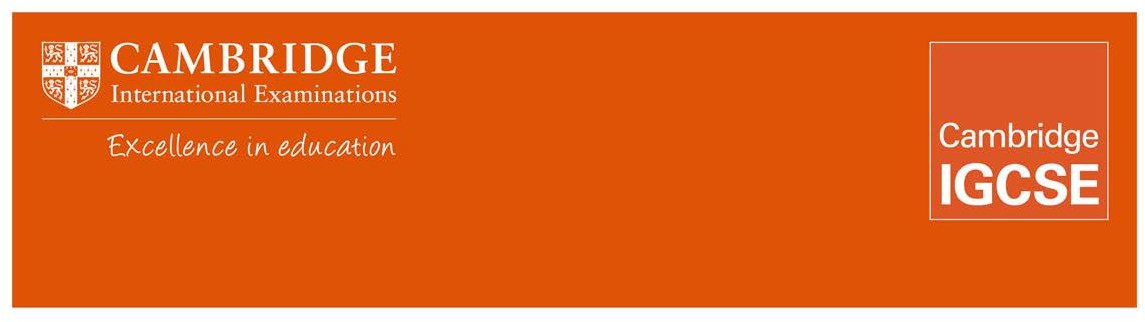 CAMBRIDGE
International Examinations
Excellence in education
Cambridge
IGCSE